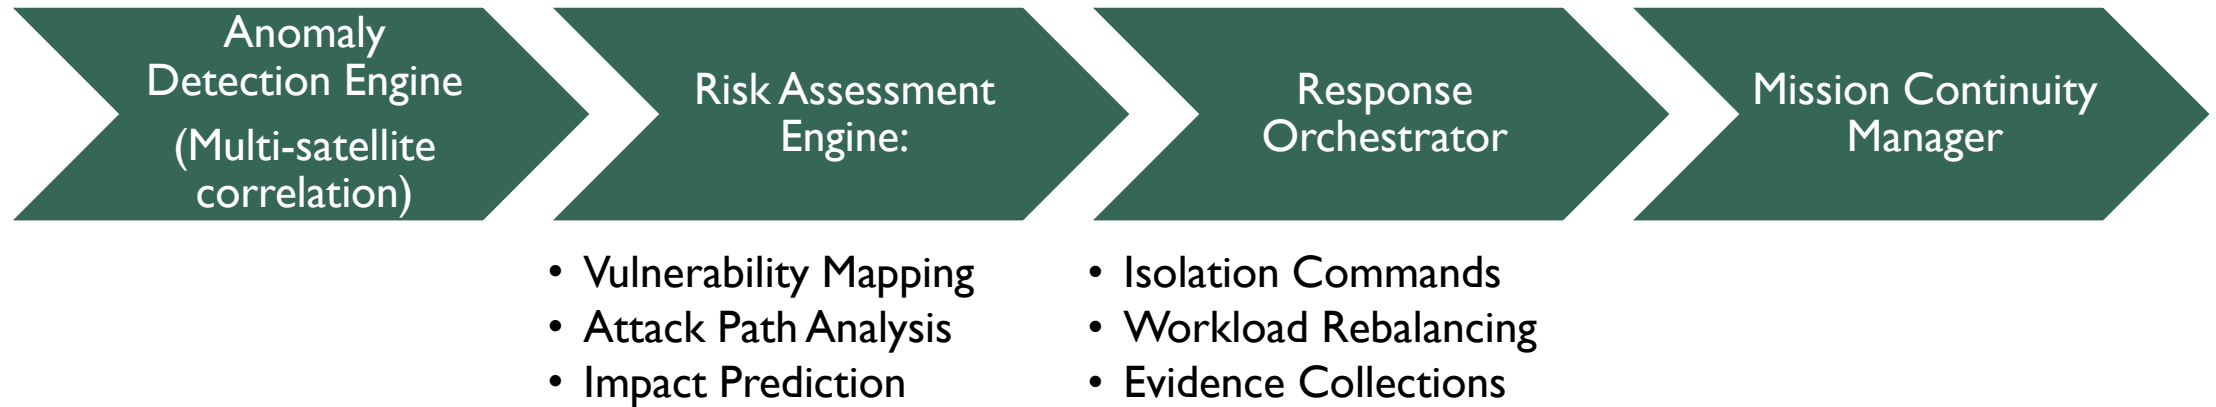 Anomaly
Detection Engine
(Multi-satellite
correlation)
Risk Assessment
Engine:
• Vulnerability Mapping
• Attack Path Analysis
• Impact Prediction
Response
Orchestrator
• Isolation Commands
• Workload Rebalancing
• Evidence Collections
Mission Continuity
Manager